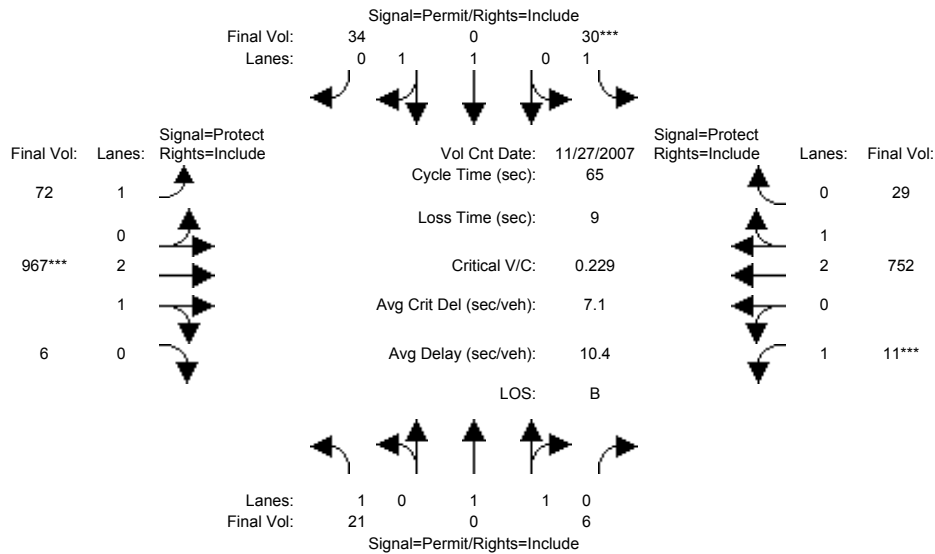 Signal=Permit/Rights=Include
Final Vol: 34 0 30***
Lanes: 0 1 1 0 1
Signal=Protect Signal=Protect
Final Vol: Lanes: Rights=Include Vol Cnt Date: 11/27/2007 Rights=Include Lanes: Final Vol:
Cycle Time (sec): 65
72 1 0 29
Loss Time (sec): 9
0 1
967*** 2 Critical V/C: 0.229 2 752
1 Avg Crit Del (sec/veh): 7.1 0
6 0 Avg Delay (sec/veh): 10.4 1 11***
LOS: B
Lanes: 1 0 1 1 0
Final Vol: 21 0 6
Signal=Permit/Rights=Include